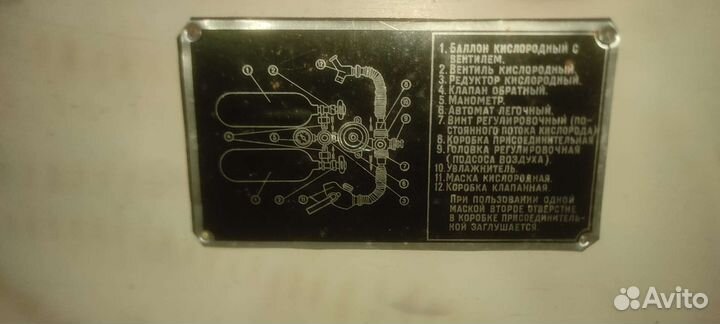 1. БАЛЛОН КИСЛОРОДНЫЙ С
ВЕНТИЛЕМ.
2. ВЕНТИЛЬ КИСЛОРОДНЫЙ.
3. РЕДУКТОР КИСЛОРОДНЫЙ.
4. КЛАПАН ОБРАТНЫЙ.
5. МАНОМЕТР.
6. АВТОМАТ ЛЕГОЧНЫЙ.
7. ВИНТ РЕГУЛИРОВОЧНЫЙ (ПО-
СТОЯННОГО ПОТОКА КИСЛОРОДА)
8. КОРОБКА ПРИСОЕДИНИТЕЛЬНАЯ
9. ГОЛОВКА РЕГУЛИРОВОЧНАЯ
(ПОДСОСА ВОЗДУХА).
10. УВЛАЖНИТЕЛЬ
11. МАСКА КИСЛОРОДНАЯ.
12. КОРОБКА КЛАПАННАЯ.
ПРИ ПОЛЬЗОВАНИИ ОДНОЙ
МАСКОЙ ВТОРОЕ ОТВЕРСТИЕ
В КОРОБКЕ ПРИСОЕДИНИТЕЛЬ-
НОЙ ЗАГЛУШАЕТСЯ.
Avito